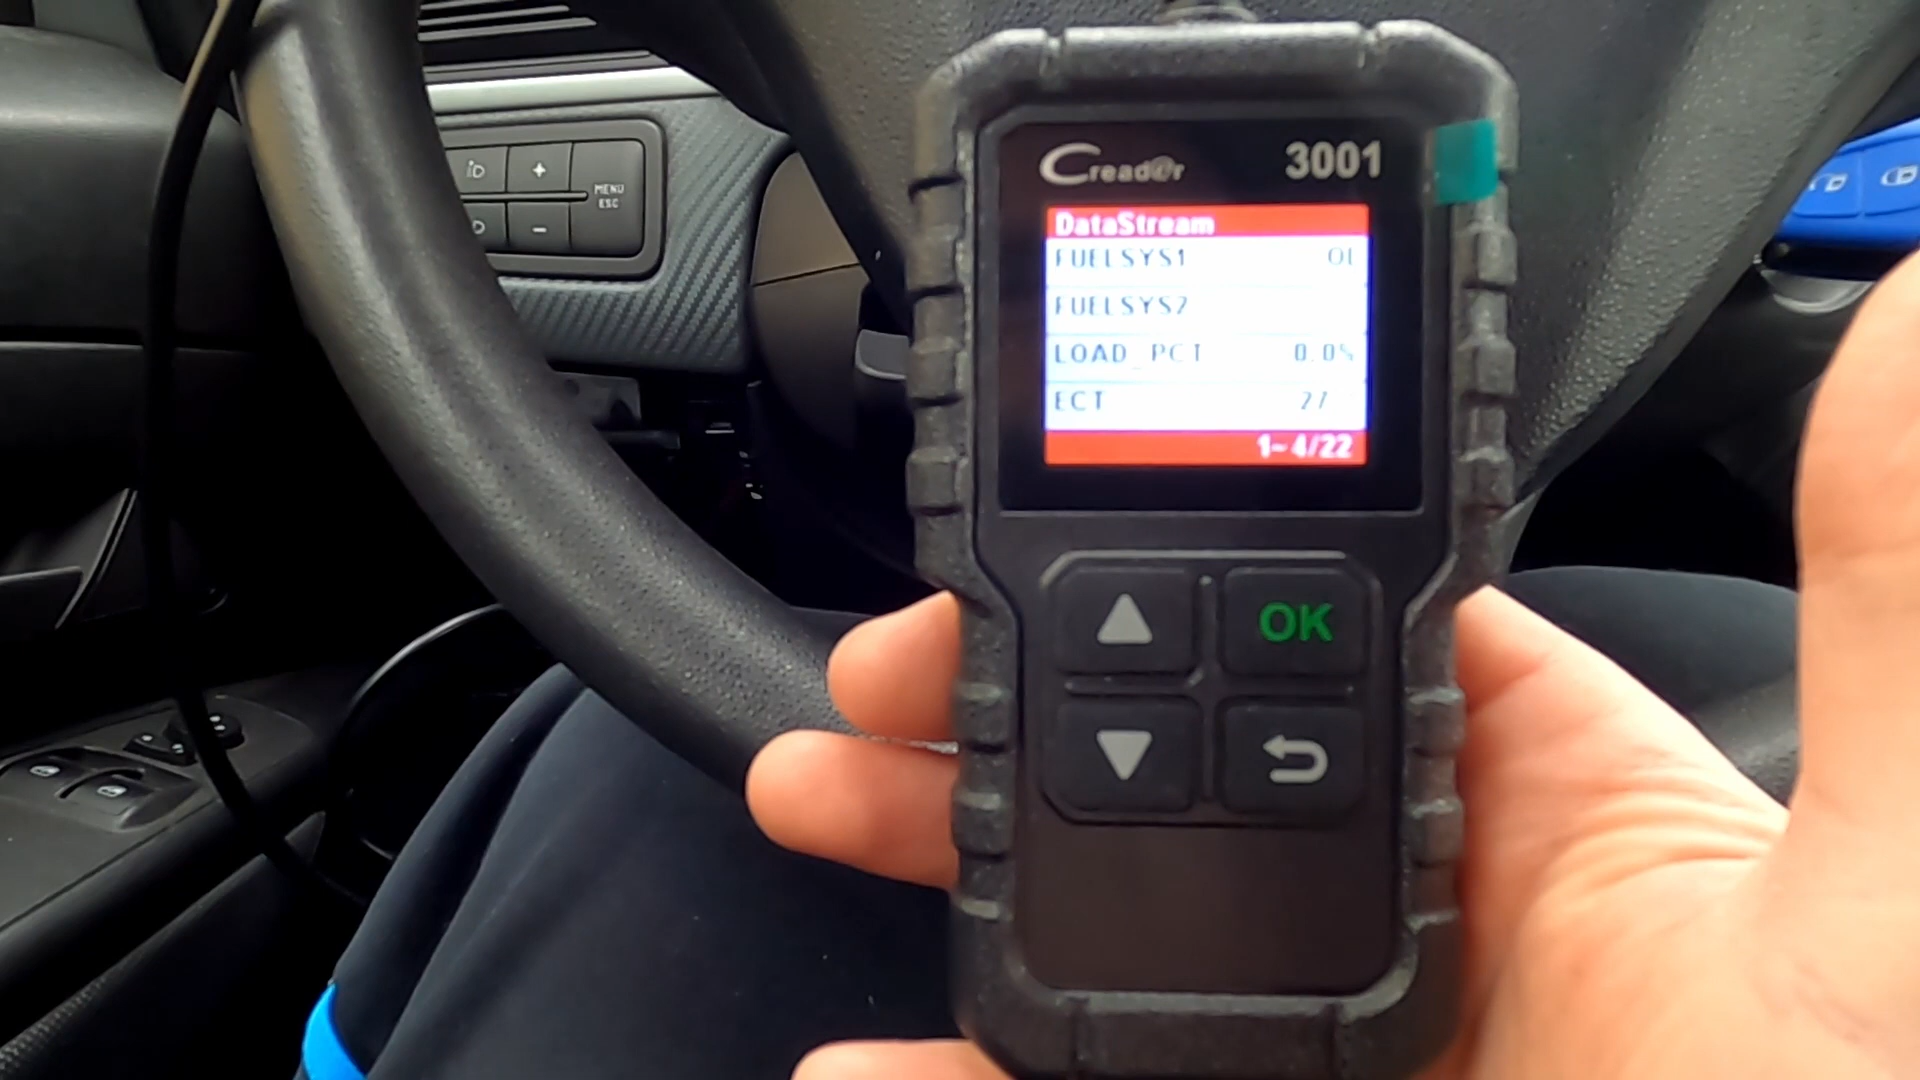 MENU
ESC
Creader 3001
DataStream
FUELSYS1 OL
FUELSYS2
LOAD_PCT 0.0%
ECT 27
1~ 4/22
OK